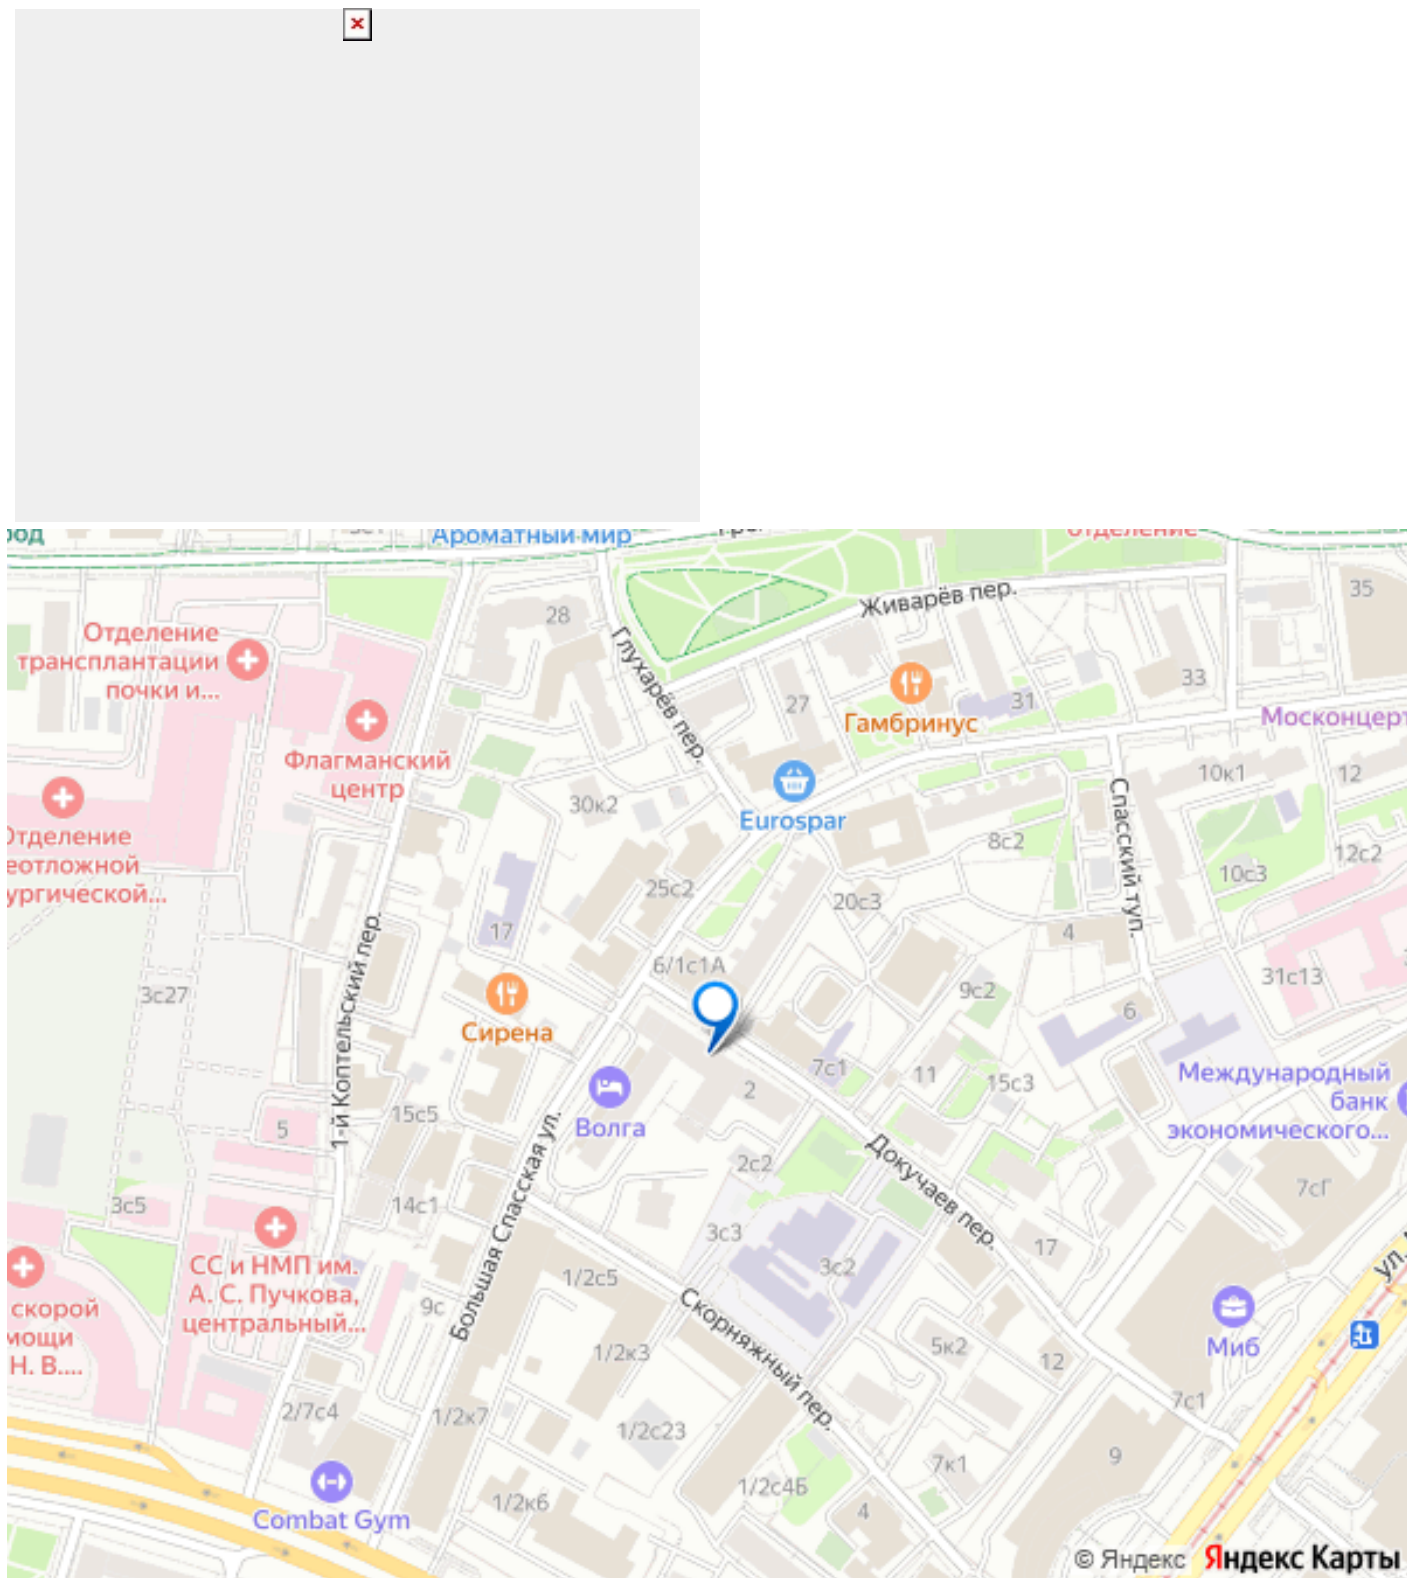 Ароматный мир
отделение
35
Живарёв пер.
28
Отделение
трансплантации
почки и...
Глухарёв пер.
33
31
27
Гамбринус
Москонцерт
Флагманский
центр
10к1
12
30к2
Eurospar
Спасский туп.
Отделение
еотложной
ургической...
8с2
12с2
10с3
25с2
20с3
17
4
1-й Коптельский пер.
6/1с1А
31с13
3с27
9с2
6
Сирена
7с1
11
15с3
Международный
банк
экономического...
2
15с5
Волга
5
Докучаев пер.
2с2
7сГ
3с5
14с1
Большая Спасская ул.
3с3
17
3с2
ул.
СС и НМП им.
А. С. Пучкова,
центральный...
1/2с5
9с
скорой
мощи
Н. В....
Скорняжный пер.
Миб
5к2
12
1/2к3
7с1
2/7с4
1/2к7
1/2с23
9
7к1
1/2с4Б
1/2к6
4
Combat Gym
© Яндекс Яндекс Карты